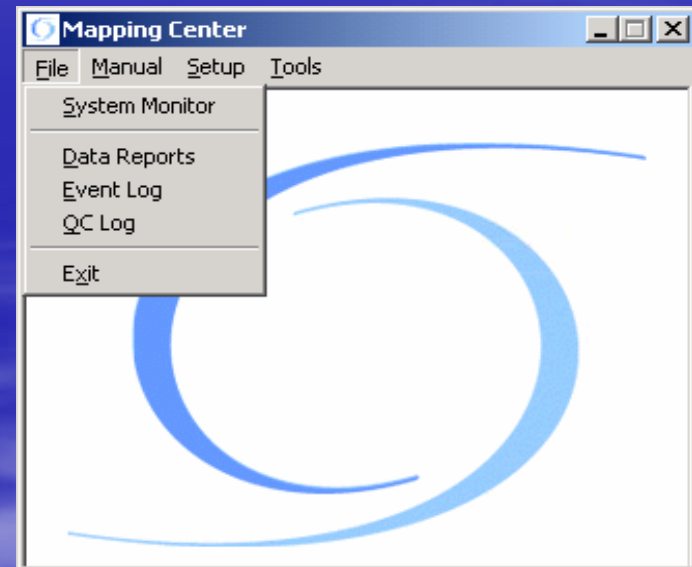 Mapping Center
File Manual Setup Tools
System Monitor
Data Reports
Event Log
QC Log
Exit